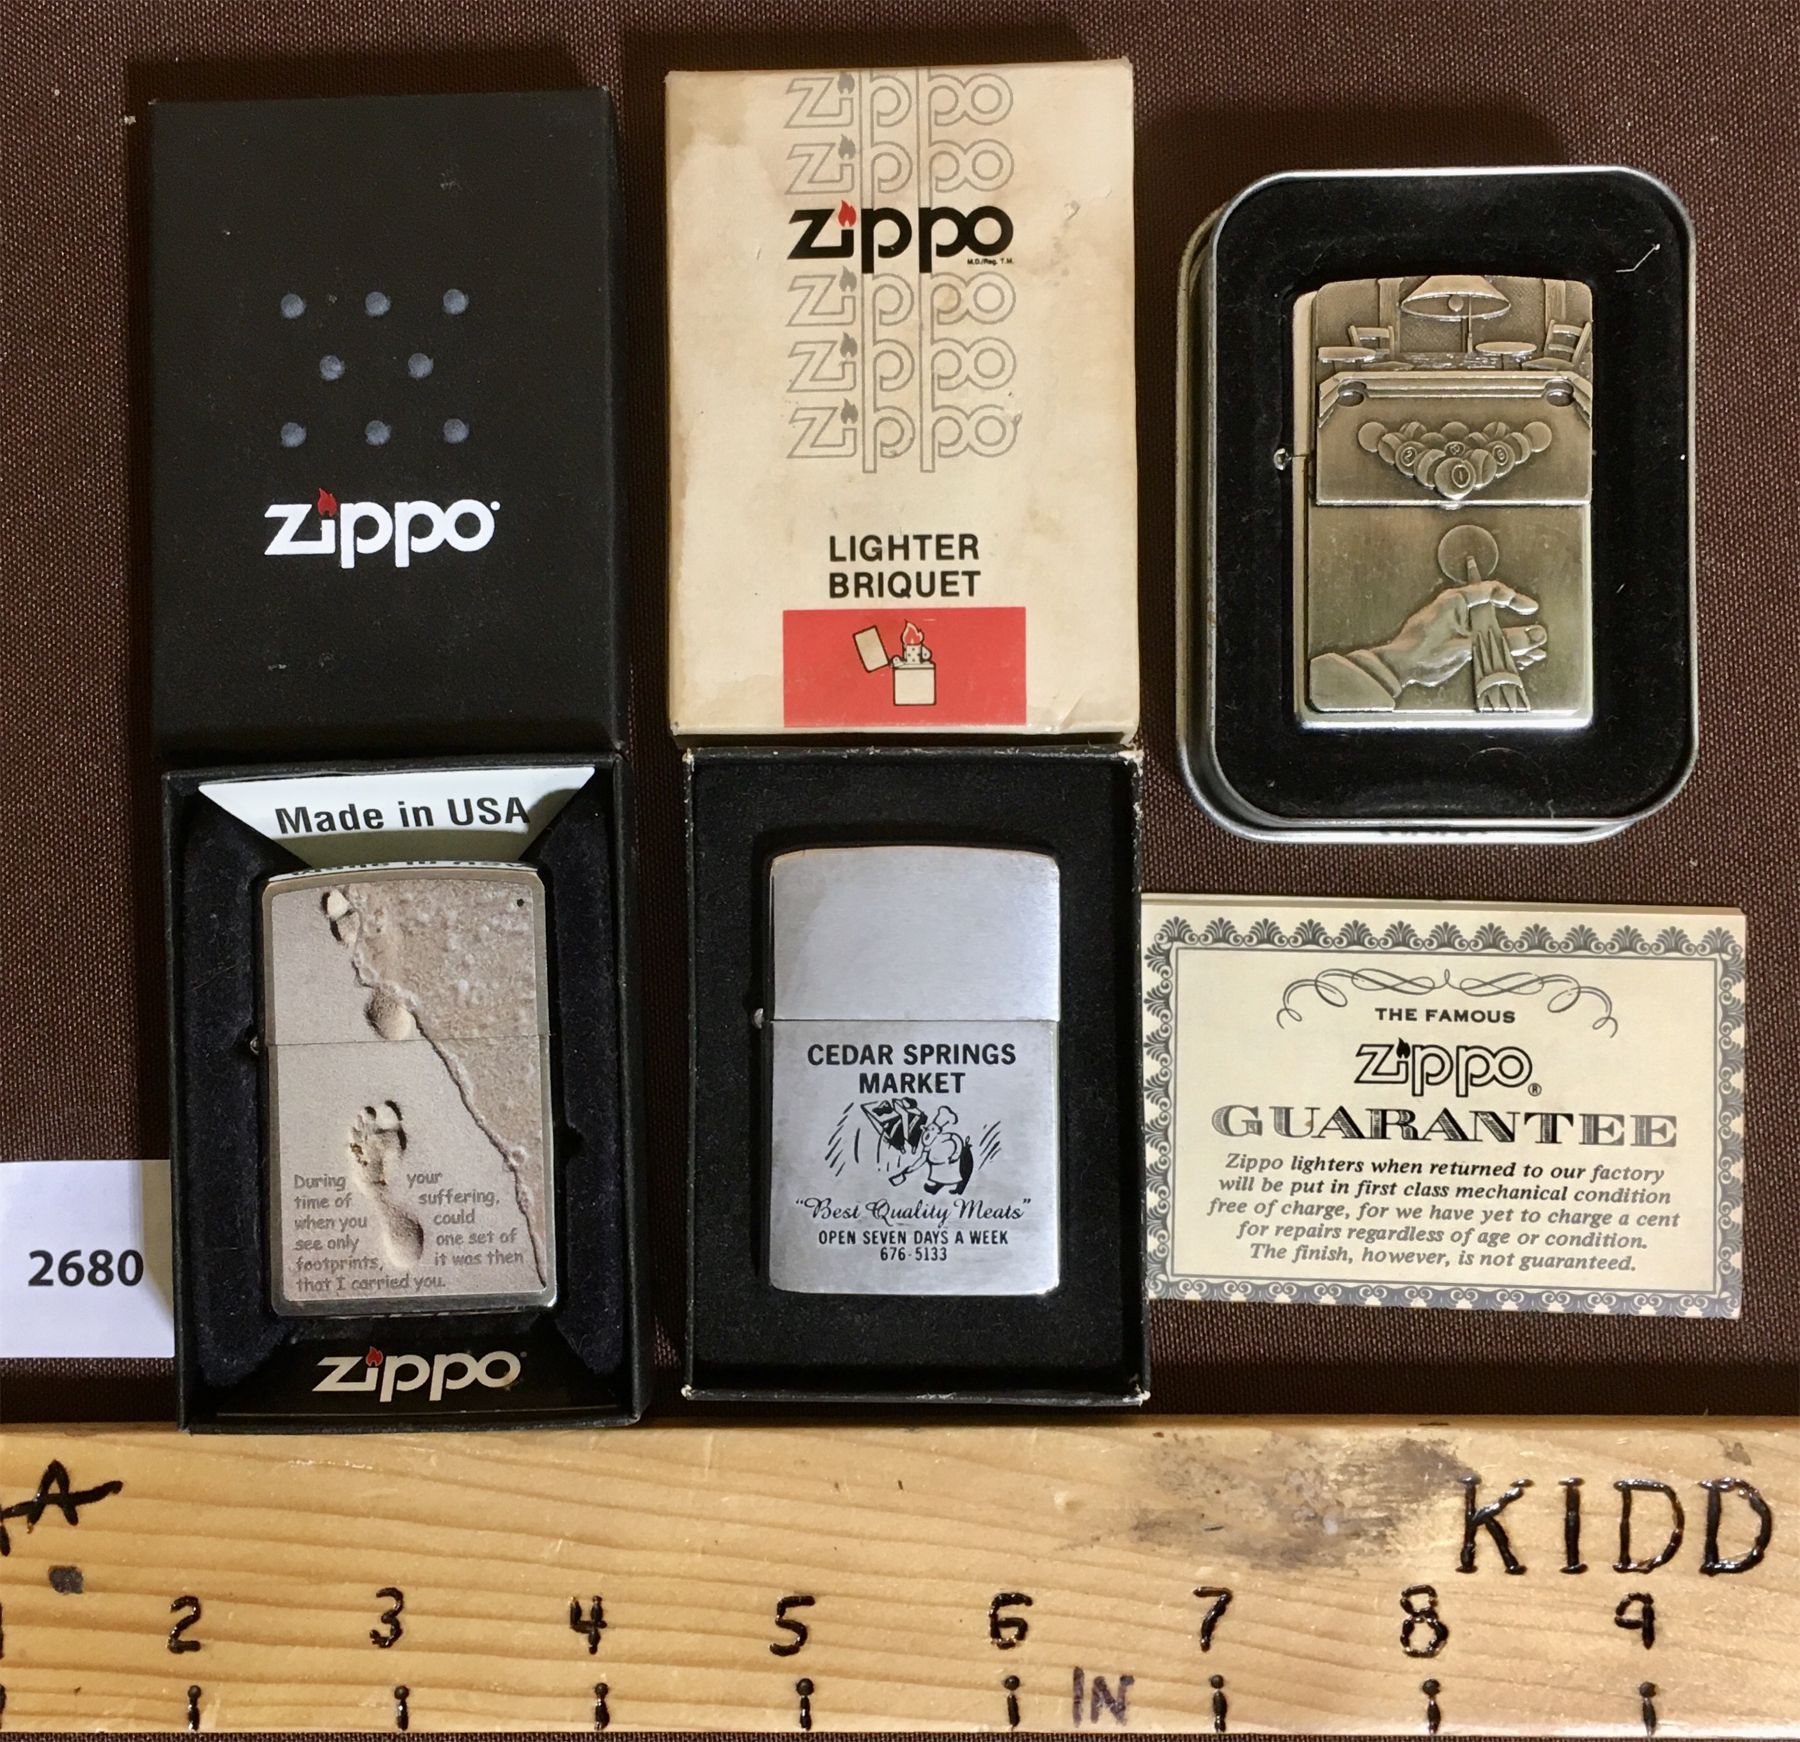 zippo
zippo
zippo
zippo
M.D./Reg. T.M.
zippo
zippo
zippo
zippo
LIGHTER
BRIQUET
2 3
1
Made in USA
During your
time of suffering,
when you could
see only one set of
footprints, it was then
that I carried you.
zippo
CEDAR SPRINGS
MARKET
"Best Quality Meats"
OPEN SEVEN DAYS A WEEK
676-5133
THE FAMOUS
zippo®
GUARANTEE
Zippo lighters when returned to our factory
will be put in first class mechanical condition
free of charge, for we have yet to charge a cent
for repairs regardless of age or condition.
The finish, however, is not guaranteed.
2680
A KIDD
2 3 4 5 6 7 8 9
IN